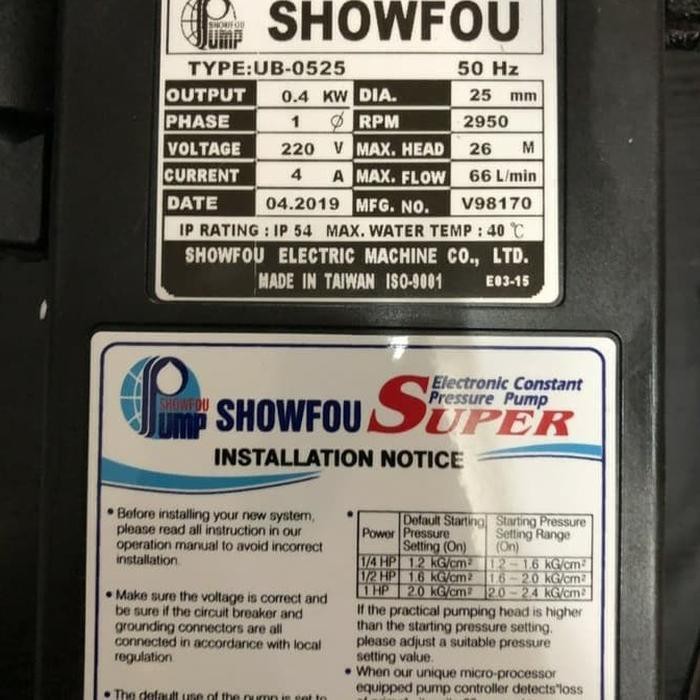 SHOWFOU PUMP
SHOWFOU
TYPE:UB-0525 50 Hz
OUTPUT 0.4 KW DIA. 25 mm
PHASE 1 Ø RPM 2950
VOLTAGE 220 V MAX. HEAD 26 M
CURRENT 4 A MAX. FLOW 66 L/min
DATE 04.2019 MFG. NO. V98170
IP RATING : IP 54 MAX. WATER TEMP : 40 ℃
SHOWFOU ELECTRIC MACHINE CO., LTD.
MADE IN TAIWAN ISO-9001 E03-15
SHOWFOU
PUMP
SHOWFOU SUPER
Electronic Constant
Pressure Pump
INSTALLATION NOTICE
• Before installing your new system,
please read all instruction in our
operation manual to avoid incorrect
installation.
• Make sure the voltage is correct and
be sure if the circuit breaker and
grounding connectors are all
connected in accordance with local
regulation.
• The default use of the pump is set to
• Power Default Starting Pressure Setting (On) Starting Pressure Setting Range (On)
1/4 HP 1.2 kG/cm² 1.2 - 1.6 kG/cm²
1/2 HP 1.6 kG/cm² 1.6 - 2.0 kG/cm²
1 HP 2.0 kG/cm² 2.0 - 2.4 kG/cm²
If the practical pumping head is higher
than the starting pressure setting,
please adjust a suitable pressure
setting value.
• When our unique micro-processor
equipped pump controller detects"loss